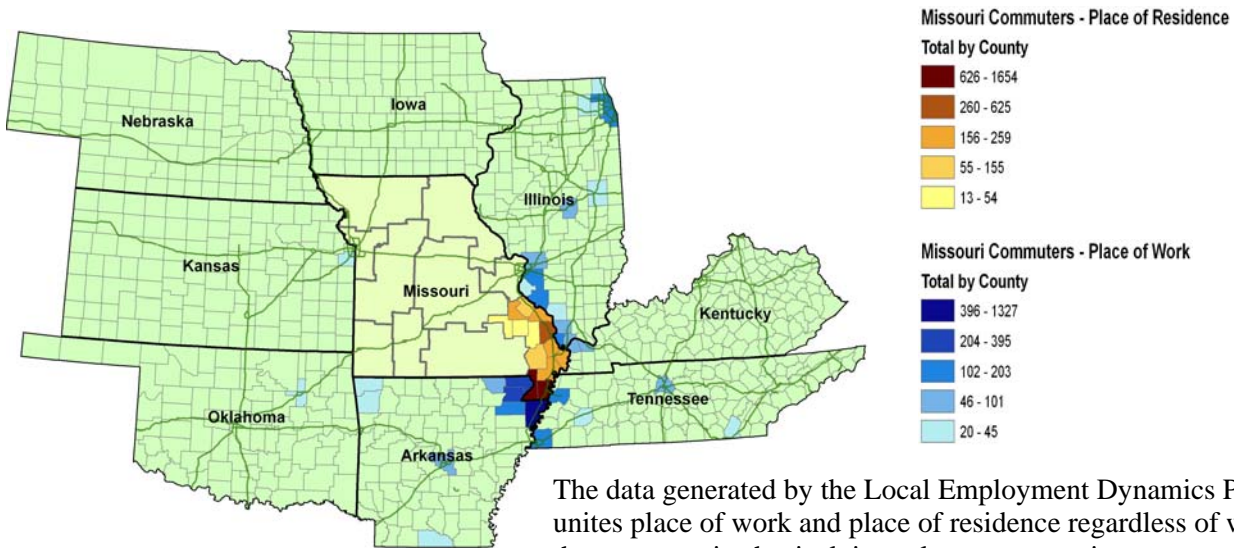 Missouri Commuters - Place of Residence
Total by County
626 - 1654
260 - 625
156 - 259
55 - 155
13 - 54
Missouri Commuters - Place of Work
Total by County
396 - 1327
204 - 395
102 - 203
46 - 101
20 - 45
Nebraska
Iowa
Illinois
Kansas
Missouri
Kentucky
Oklahoma
Arkansas
Tennessee
The data generated by the Local Employment Dynamics P
unites place of work and place of residence regardless of w